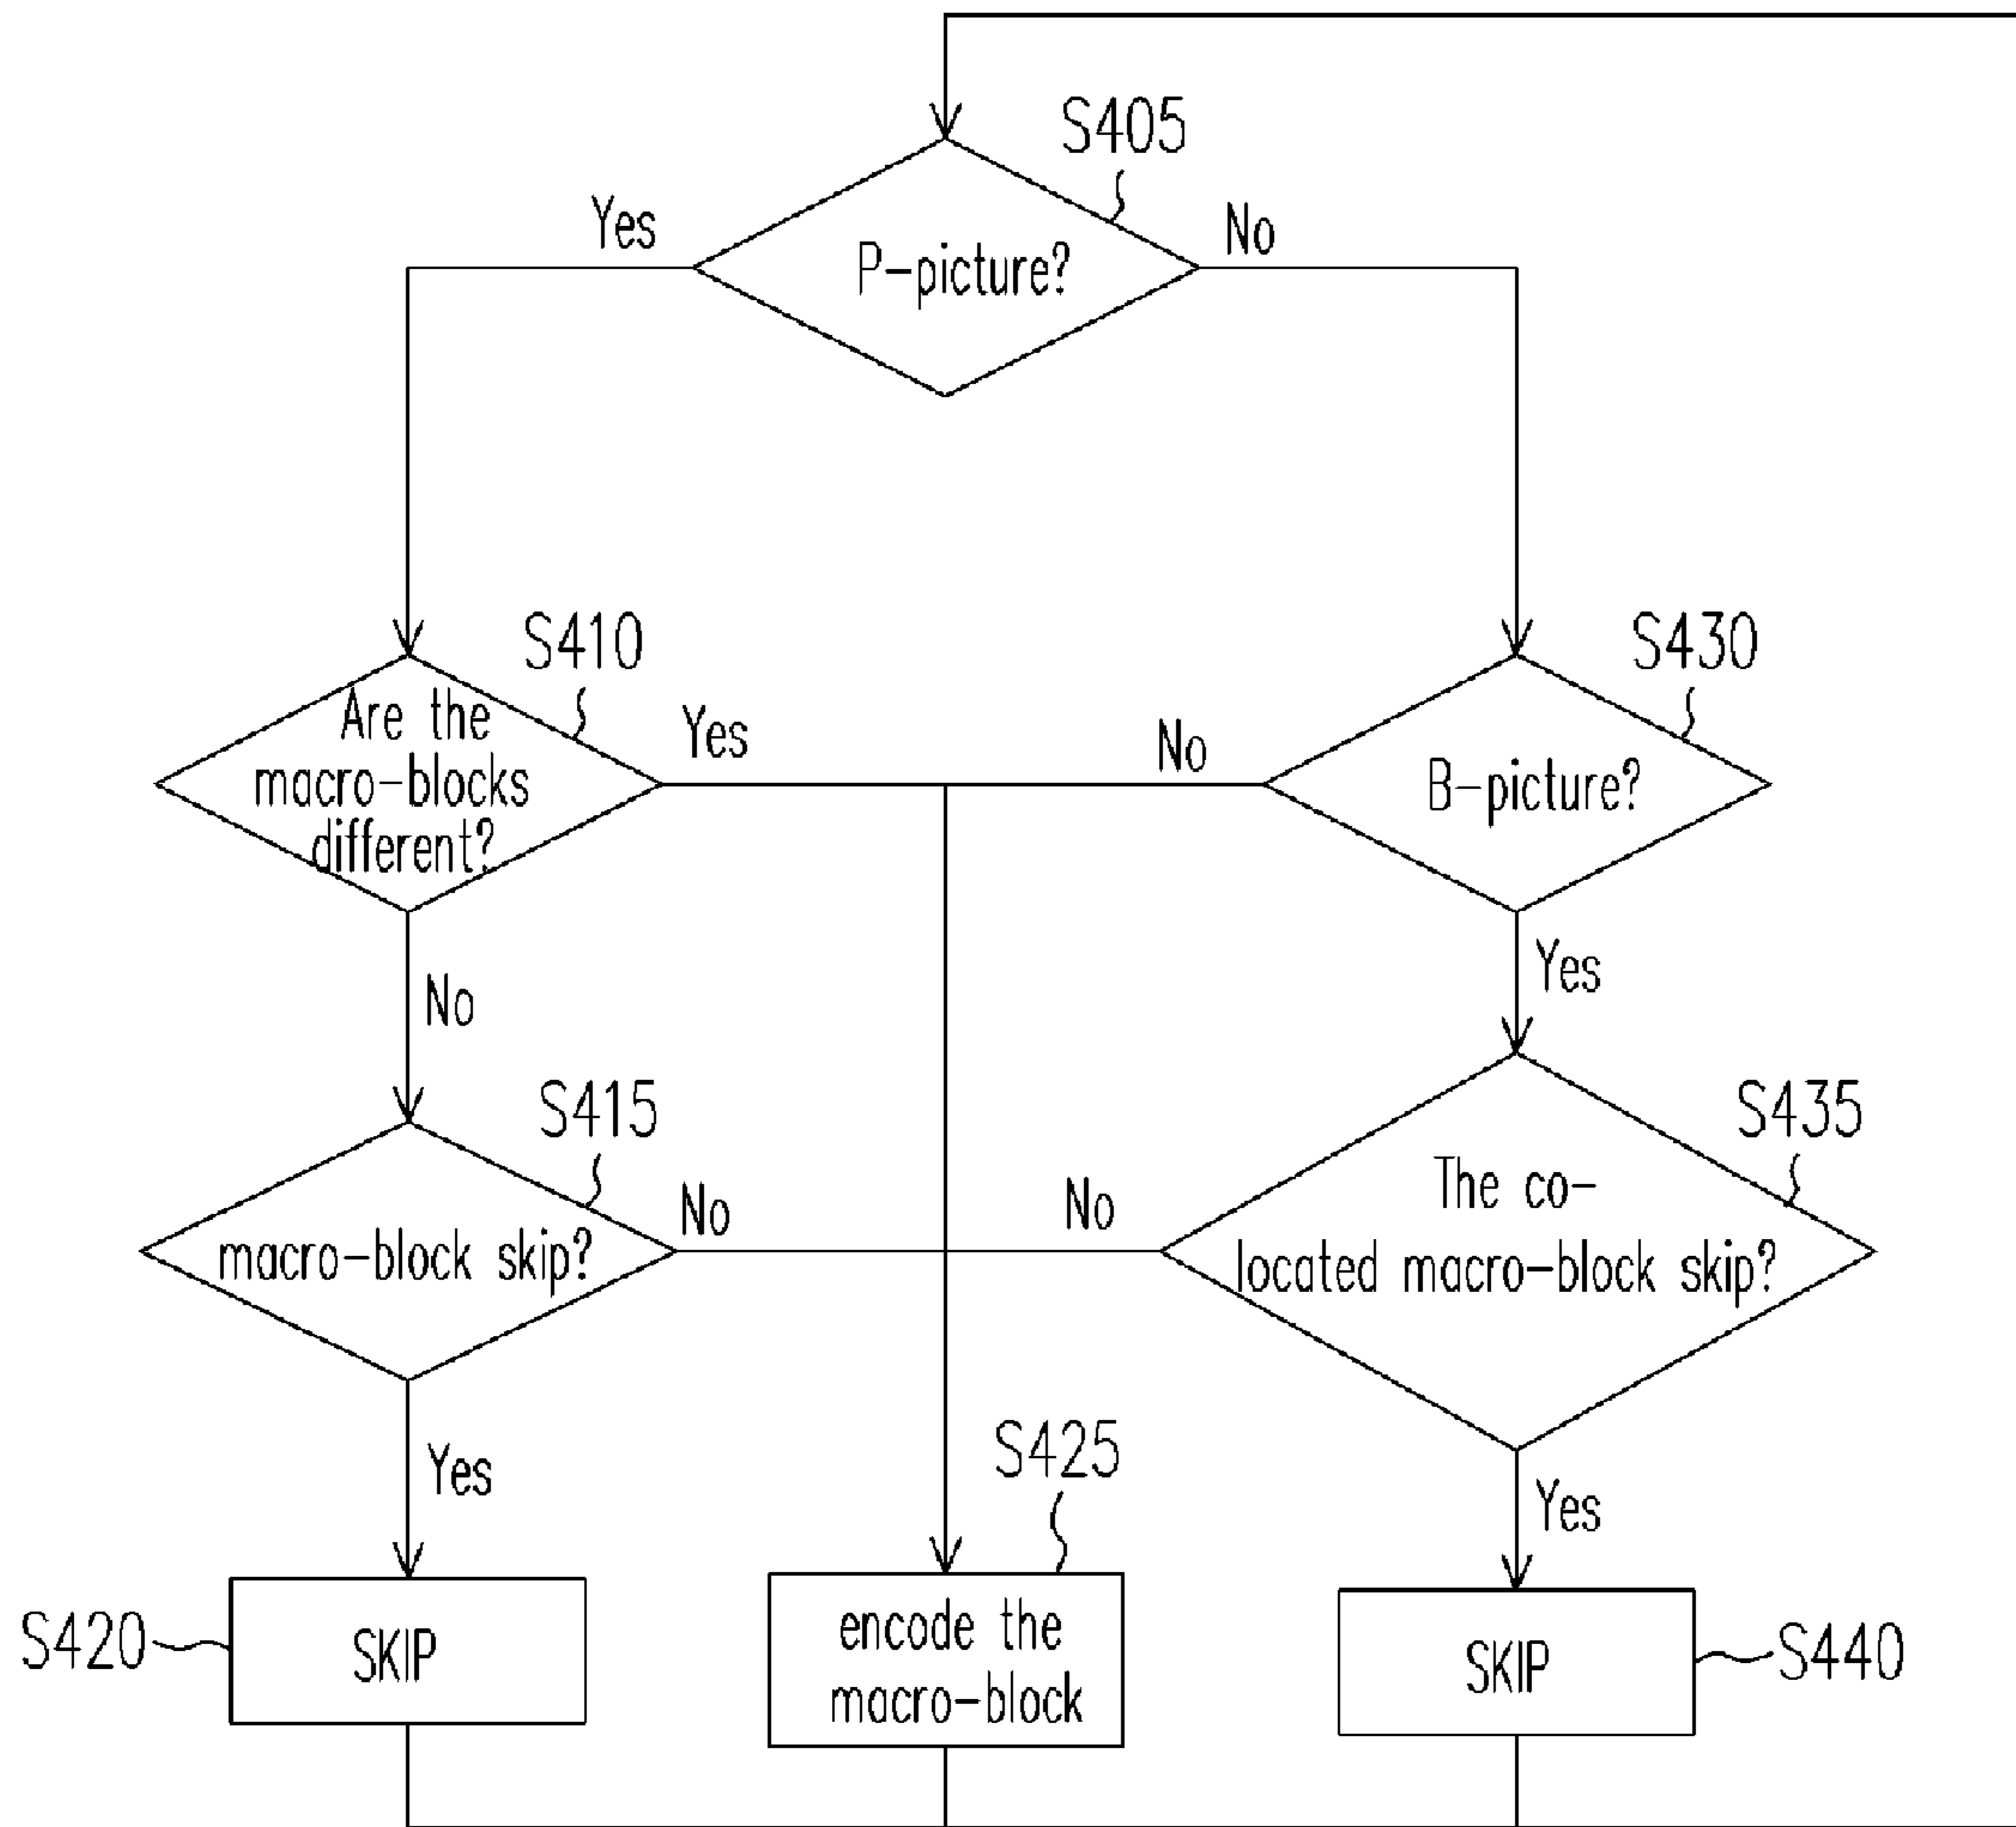 S405
Yes
No
P-picture?
S410
S430
Are the
macro-blocks
different?
Yes
No
B-picture?
No
Yes
S415
S435
macro-block skip?
No
No
The co-
located macro-block skip?
Yes
S425
Yes
S420
SKIP
encode the
macro-block
SKIP
S440